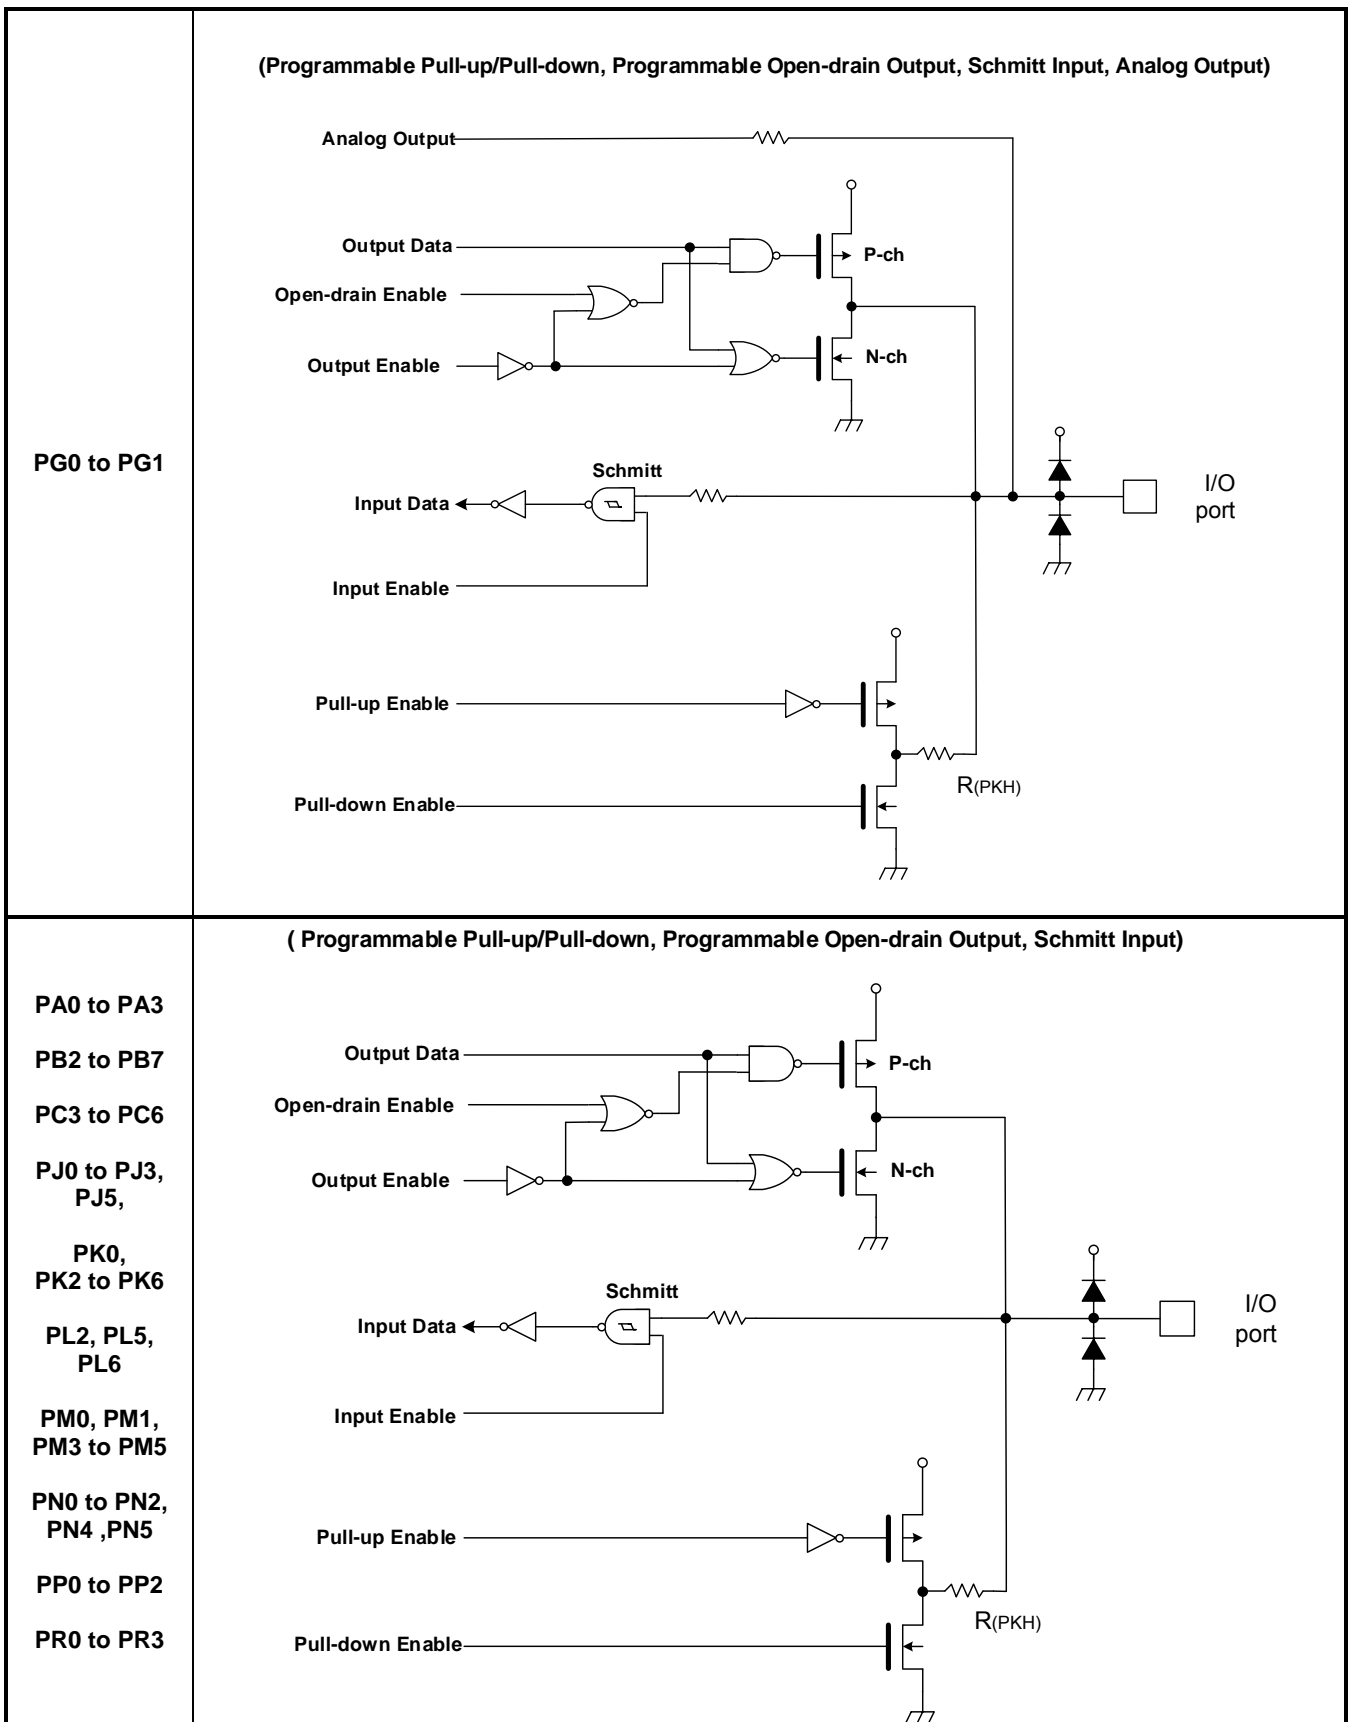 (Programmable Pull-up/Pull-down, Programmable Open-drain Output, Schmitt Input, Analog Output)
PG0 to PG1
Analog Output
Output Data
P-ch
Open-drain Enable
Output Enable
N-ch
Schmitt
Input Data
I/O
port
Input Enable
Pull-up Enable
R(PKH)
Pull-down Enable
( Programmable Pull-up/Pull-down, Programmable Open-drain Output, Schmitt Input)
PA0 to PA3
PB2 to PB7
PC3 to PC6
PJ0 to PJ3,
PJ5,
PK0,
PK2 to PK6
PL2, PL5,
PL6
PM0, PM1,
PM3 to PM5
PN0 to PN2,
PN4 ,PN5
PP0 to PP2
PR0 to PR3
Output Data
P-ch
Open-drain Enable
Output Enable
N-ch
Schmitt
Input Data
I/O
port
Input Enable
Pull-up Enable
R(PKH)
Pull-down Enable